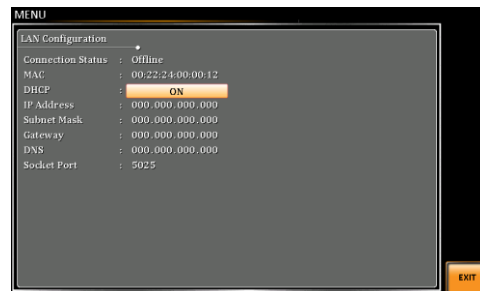 MENU
LAN Configuration
Connection Status : Offline
MAC : 00:22:24:00:00:12
DHCP : ON
IP Address : 000.000.000.000
Subnet Mask : 000.000.000.000
Gateway : 000.000.000.000
DNS : 000.000.000.000
Socket Port : 5025
EXIT